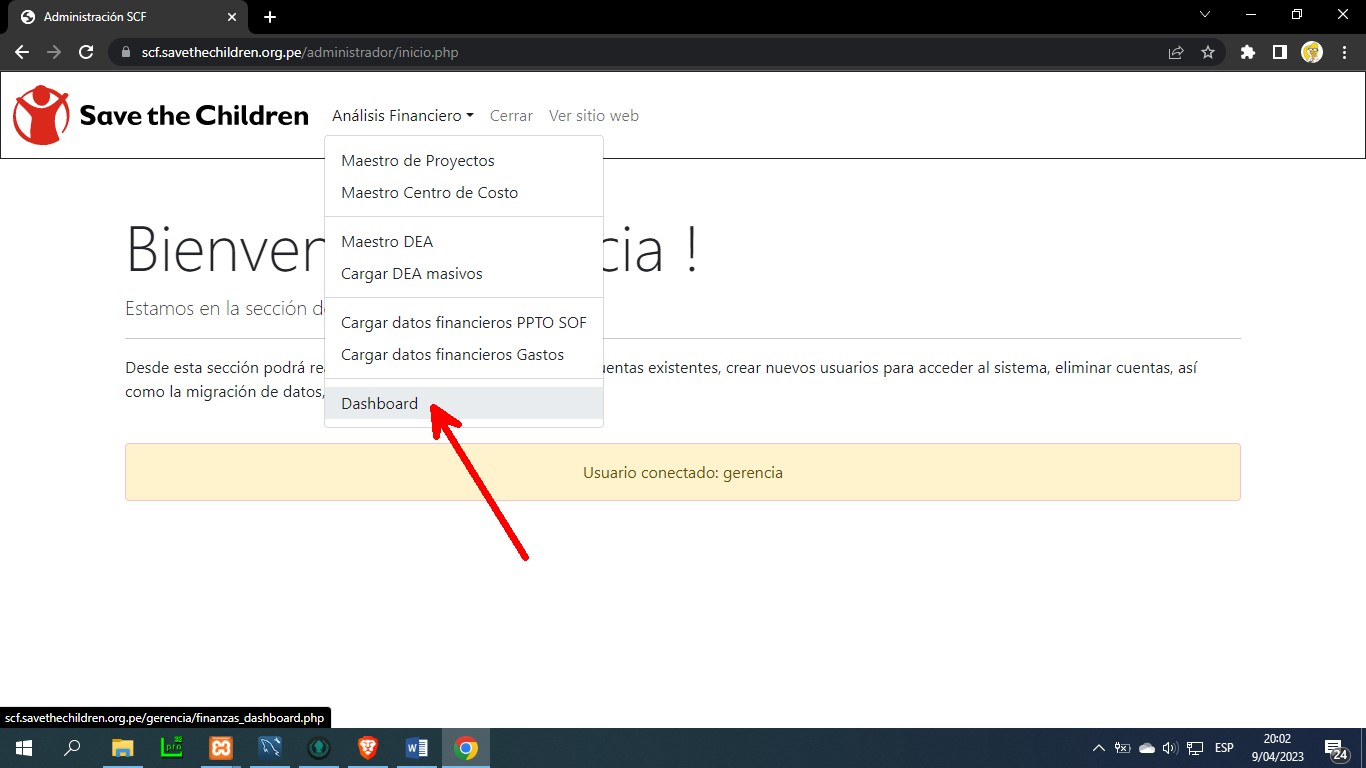 Administración SCF
scf.savethechildren.org.pe/administrador/inicio.php
Save the Children
Análisis Financiero
Cerrar
Ver sitio web
Maestro de Proyectos
Maestro Centro de Costo
Maestro DEA
Cargar DEA masivos
Cargar datos financieros PPTO SOF
Cargar datos financieros Gastos
Dashboard
Bienven cia !
Estamos en la sección d
Desde esta sección podrá re uentas existentes, crear nuevos usuarios para acceder al sistema, eliminar cuentas, así
como la migración de datos,
Usuario conectado: gerencia
scf.savethechildren.org.pe/gerencia/finanzas_dashboard.php
ESP
20:02
9/04/2023
24